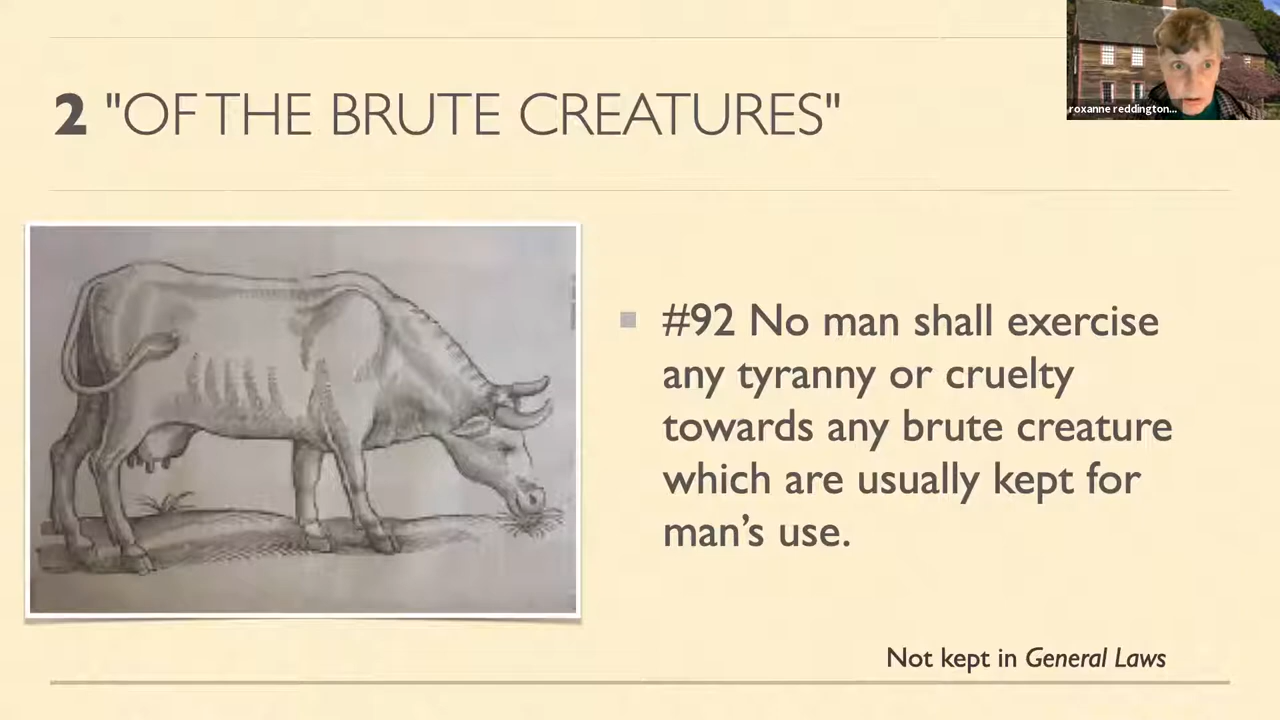 roxanne reddington...
2 "OF THE BRUTE CREATURES"
#92 No man shall exercise
any tyranny or cruelty
towards any brute creature
which are usually kept for
man’s use.
Not kept in General Laws